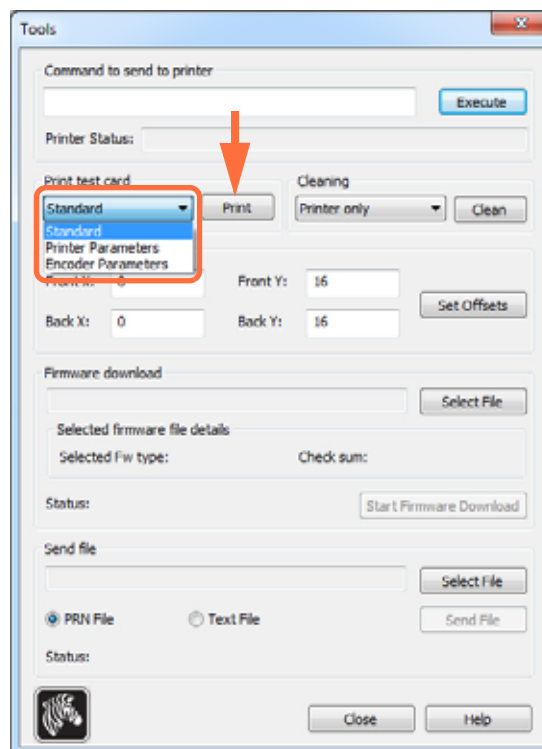 Tools
Command to send to printer
Execute
Printer Status:
Print test card
Cleaning
Standard Print Printer only Clean
Standard
Printer Parameters
Encoder Parameters
Front Y: 16
Set Offsets
Back X: 0 Back Y: 16
Firmware download
Select File
Selected firmware file details
Selected Fw type: Check sum:
Status: Start Firmware Download
Send file
Select File
PRN File Text File Send File
Status:
Close Help